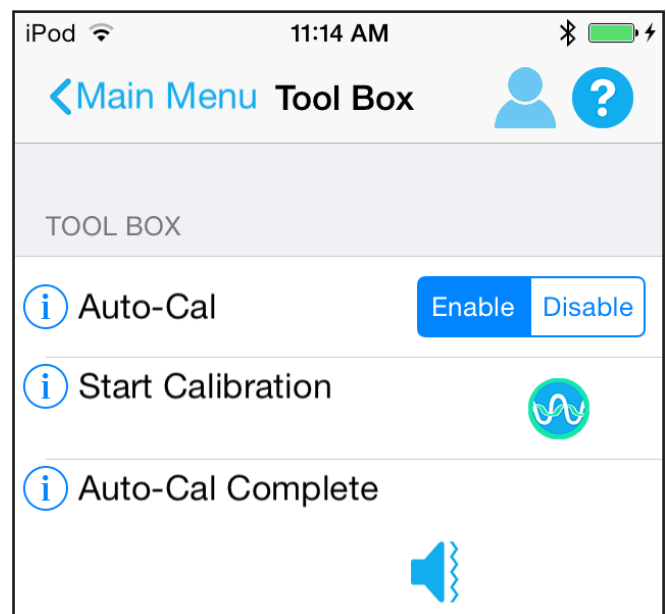 iPod 11:14 AM
Main Menu Tool Box ?
TOOL BOX
i Auto-Cal Enable Disable
i Start Calibration
i Auto-Cal Complete